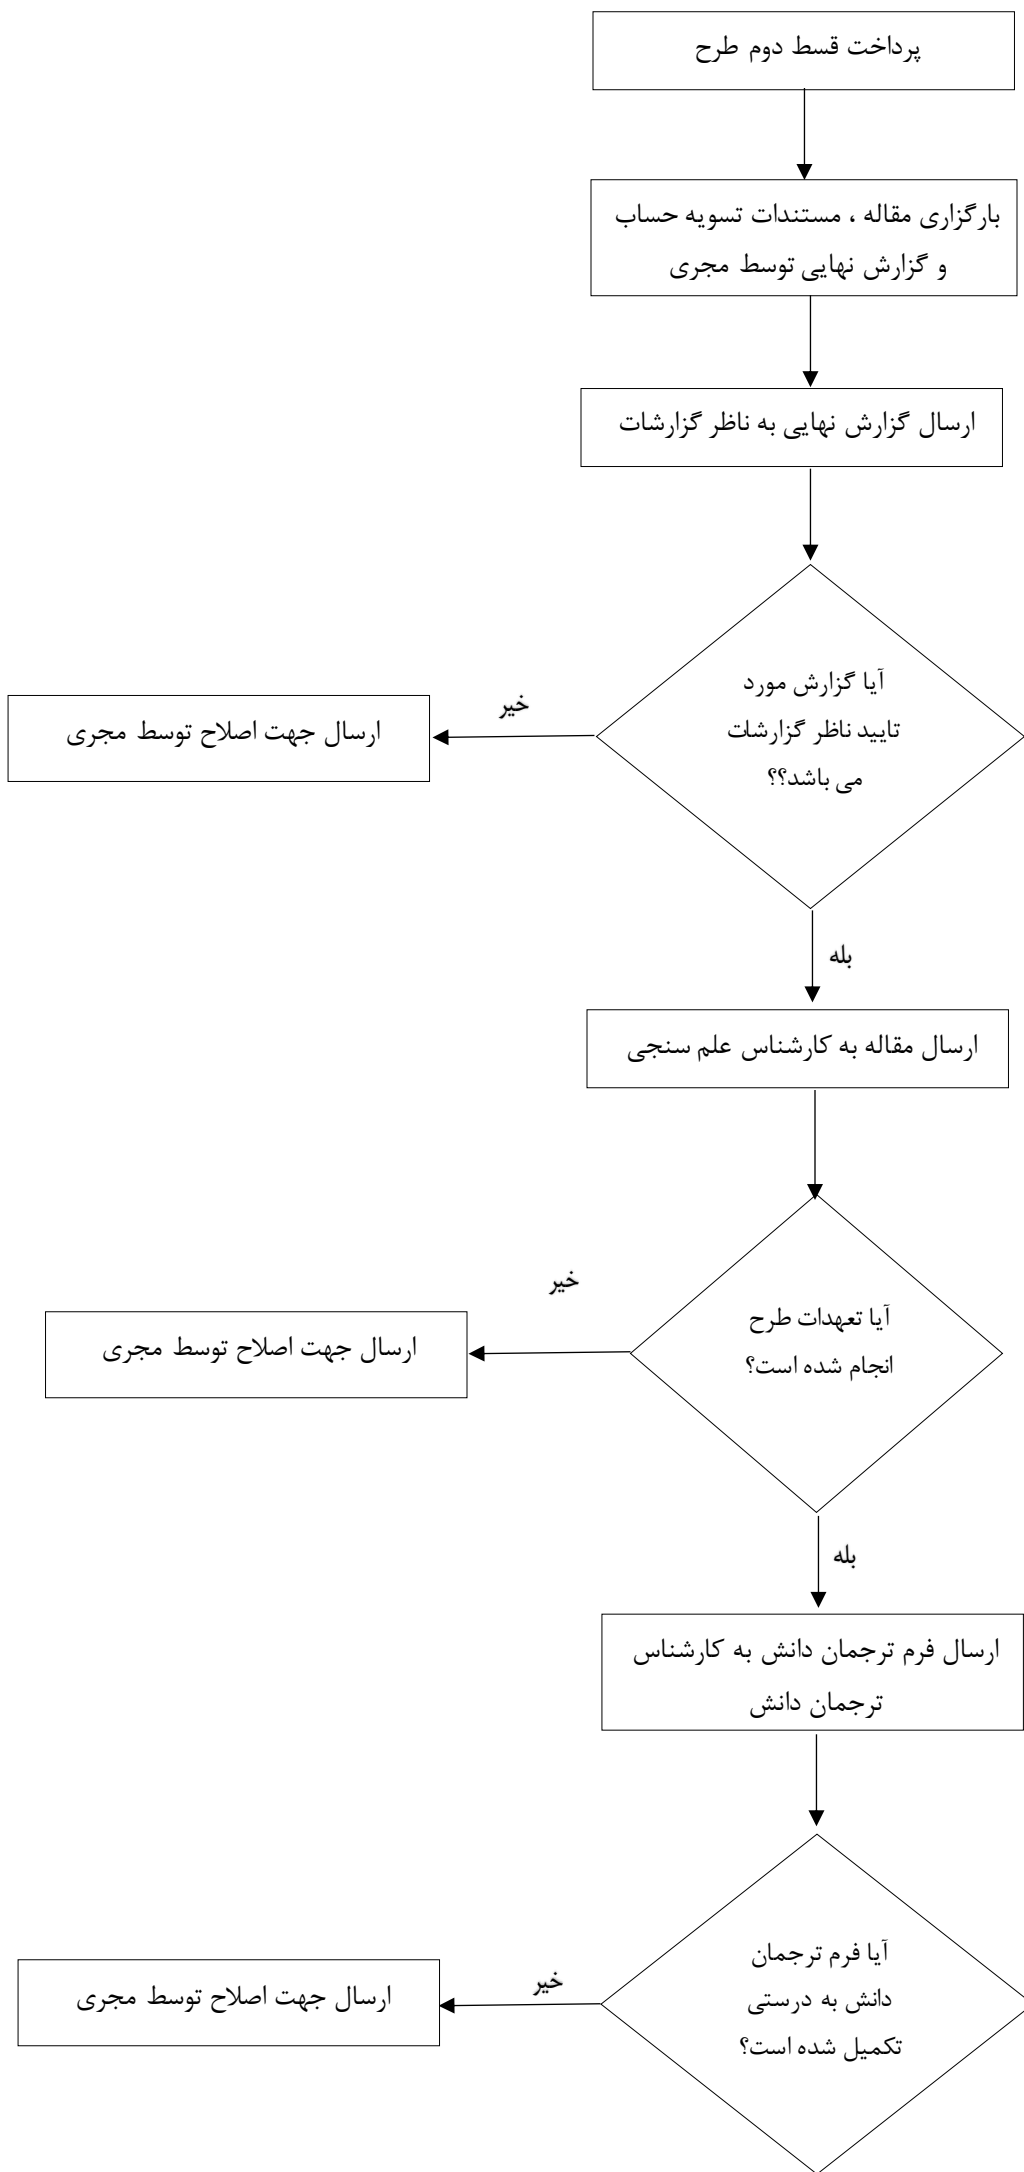 پرداخت قسط دوم طرح
بارگزاری مقاله ، مستندات تسویه حساب
و گزارش نهایی توسط مجری
ارسال گزارش نهایی به ناظر گزارشات
آیا گزارش مورد
تایید ناظر گزارشات
می باشد؟؟
خیر
ارسال جهت اصلاح توسط مجری
بله
ارسال مقاله به کارشناس علم سنجی
آیا تعهدات طرح
انجام شده است؟
خیر
ارسال جهت اصلاح توسط مجری
بله
ارسال فرم ترجمان دانش به کارشناس
ترجمان دانش
آیا فرم ترجمان
دانش به درستی
تکمیل شده است؟
خیر
ارسال جهت اصلاح توسط مجری